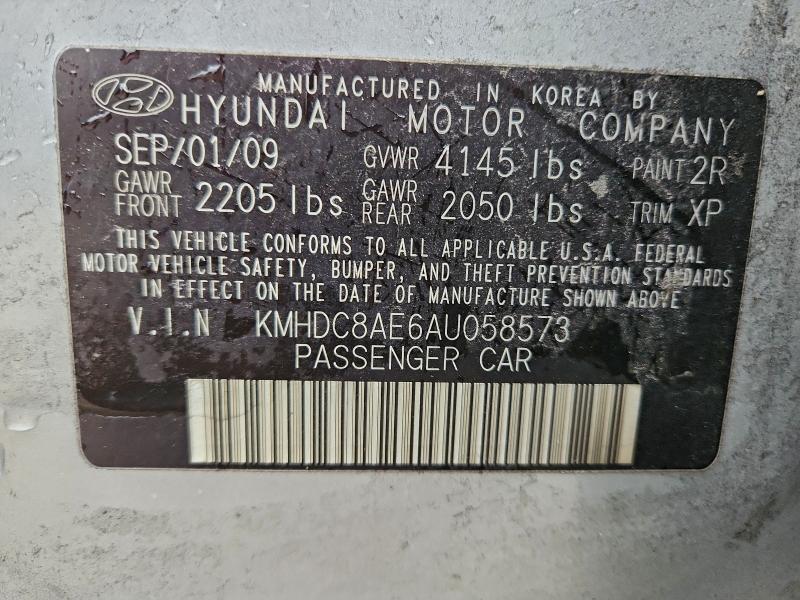 MANUFACTURED IN KOREA BY
HYUNDAI MOTOR COMPANY
SEP/01/09 GVWR 4145 lbs PAINT 2R
GAWR FRONT 2205 lbs GAWR REAR 2050 lbs TRIM XP
THIS VEHICLE CONFORMS TO ALL APPLICABLE U.S.A. FEDERAL
MOTOR VEHICLE SAFETY, BUMPER, AND THEFT PREVENTION STANDARDS
IN EFFECT ON THE DATE OF MANUFACTURE SHOWN ABOVE
V.I.N KMHDC8AE6AU058573
PASSENGER CAR